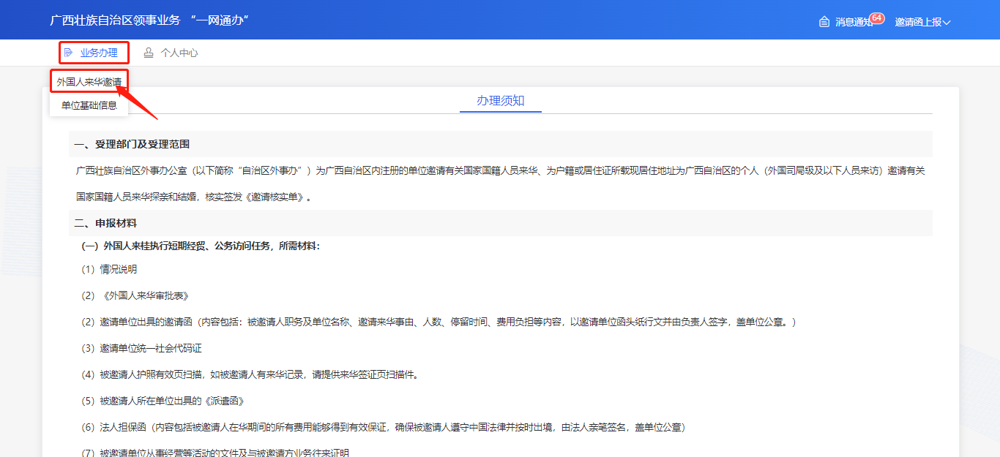 广西壮族自治区领事业务 “一网通办”
消息通知 64 邀请函上报
业务办理 个人中心
外国人来华邀请
单位基础信息
办理须知
一、受理部门及受理范围
广西壮族自治区外事办公室（以下简称“自治区外事办”）为广西自治区内注册的单位邀请有关国家国籍人员来华、为户籍或居住证所载现居住地址为广西自治区的个人（外国司局级及以下人员来访）邀请有关
国家国籍人员来华探亲和结婚，核实签发《邀请核实单》。
二、申报材料
（一）外国人来桂执行短期经贸、公务访问任务，所需材料：
（1）情况说明
（2）《外国人来华审批表》
（2）邀请单位出具的邀请函（内容包括：被邀请人职务及单位名称、邀请来华事由、人数、停留时间、费用负担等内容，以邀请单位函头纸行文并由负责人签字，盖单位公章。）
（3）邀请单位统一社会代码证
（4）被邀请人护照有效页扫描，如被邀请人有来华记录，请提供来华签证页扫描件。
（5）被邀请人所在单位出具的《派遣函》
（6）法人担保函（内容包括被邀请人在华期间的所有费用能够得到有效保证，确保被邀请人遵守中国法律并按时出境，由法人亲笔签名，盖单位公章）
（7）被邀请单位从事经营等活动的文件及与被邀请方业务往来证明